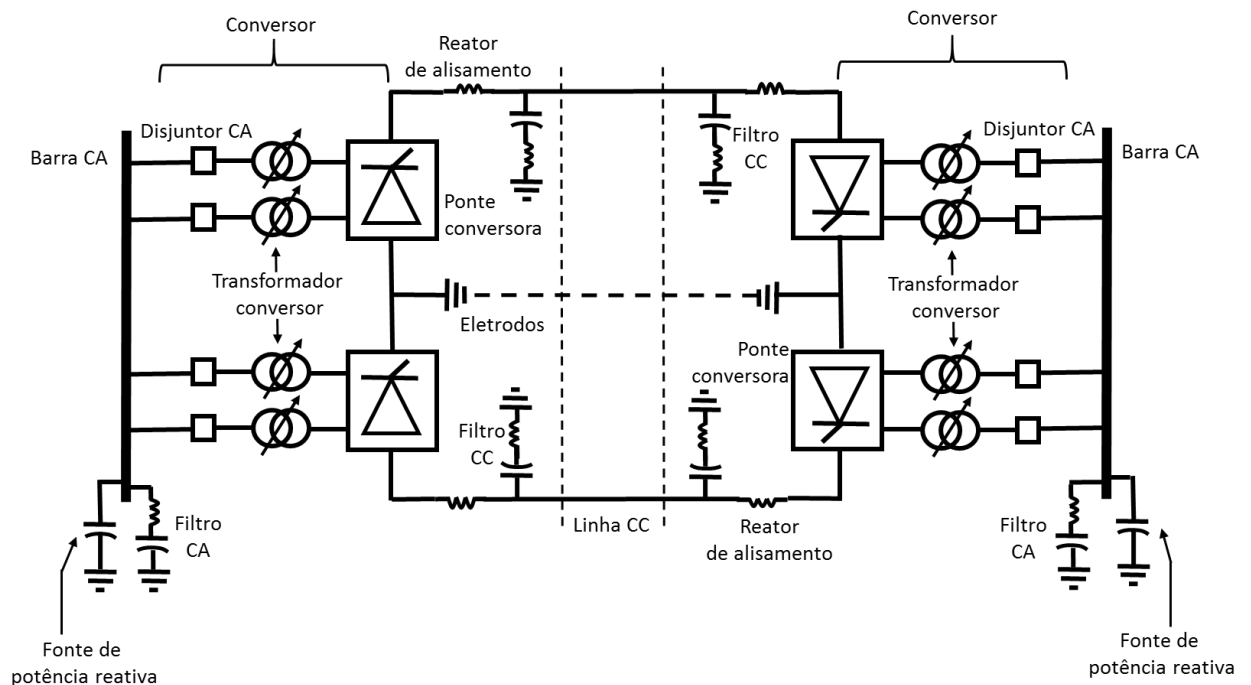 Conversor
Reator
de alisamento
Conversor
Disjuntor CA
Barra CA
Filtro
CC
Disjuntor CA
Barra CA
Ponte
conversora
Transformador
conversor
Eletrodos
Transformador
conversor
Ponte
conversora
Filtro
CC
Linha CC
Reator
de alisamento
Filtro
CA
Filtro
CA
Fonte de
potência reativa
Fonte de
potência reativa